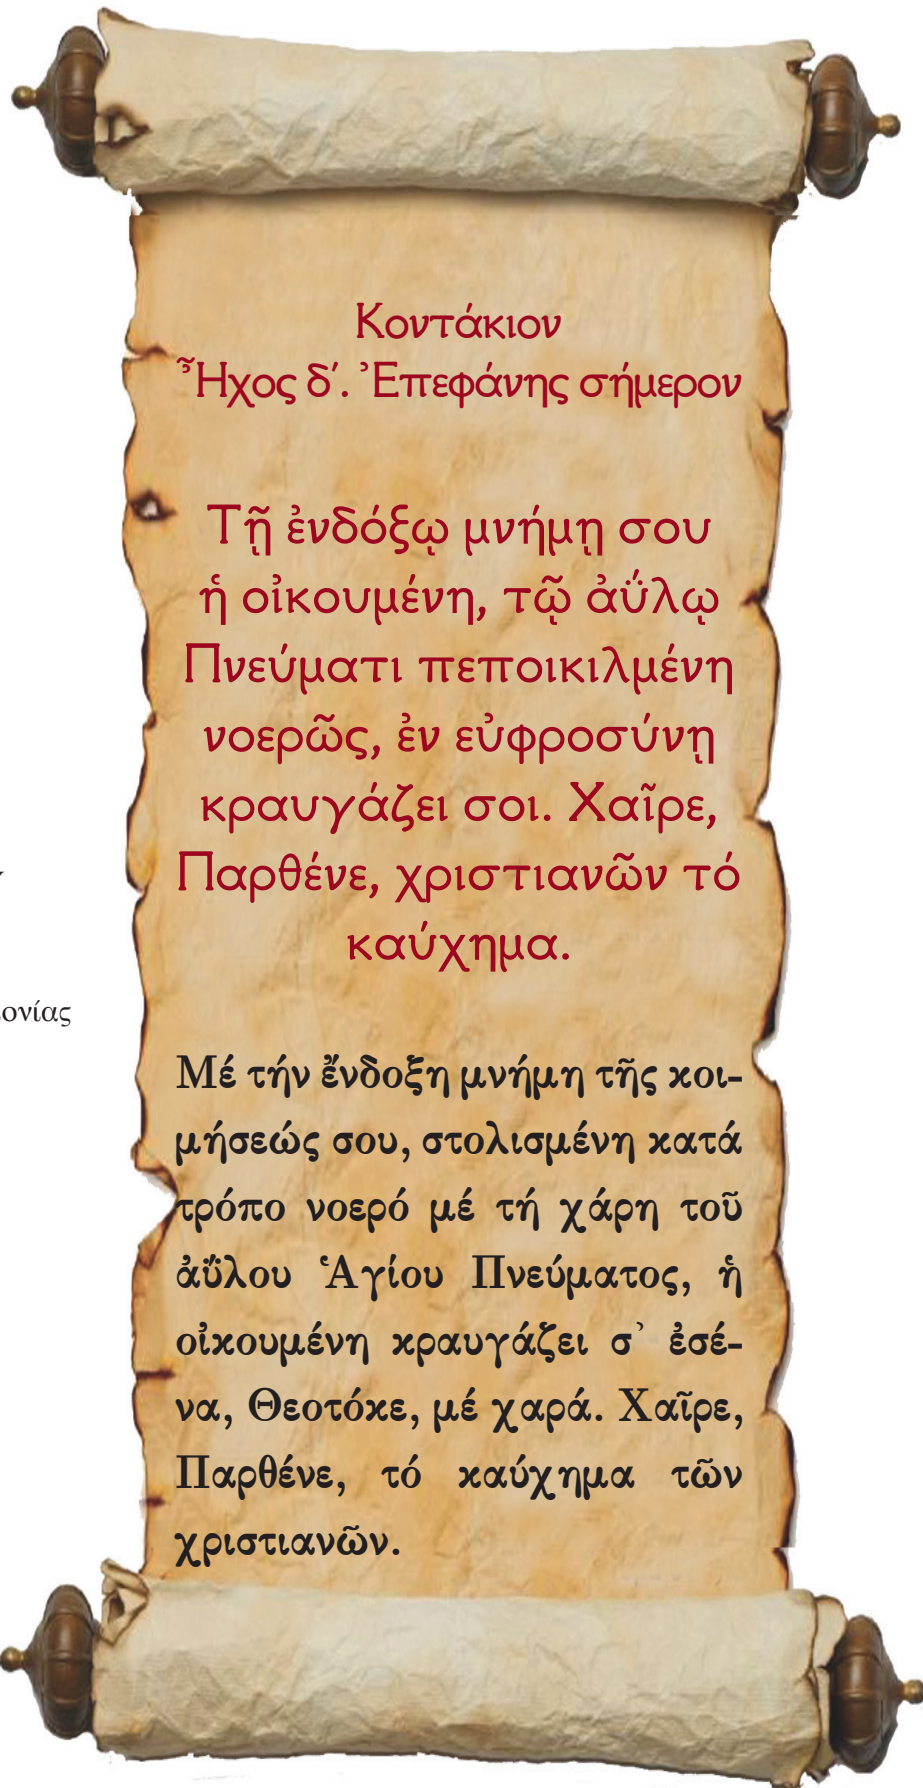 Κοντάκιον
Ἦχος δ΄. Ἐπεφάνης σήμερον
Τῇ ἐνδόξῳ μνήμῃ σου
ἡ οἰκουμένη, τῷ ἀΰλῳ
Πνεύματι πεποικιλμένη
νοερῶς, ἐν εὐφροσύνῃ
κραυγάζει σοι. Χαῖρε,
Παρθένε, χριστιανῶν τό
καύχημα.
Μέ τήν ἔνδοξη μνήμη τῆς κοι-
μήσεώς σου, στολισμένη κατά
τρόπο νοερό μέ τή χάρη τοῦ
ἀΰλου Ἁγίου Πνεύματος, ἡ
οἰκουμένη κραυγάζει σ᾿ ἐσέ-
να, Θεοτόκε, μέ χαρά. Χαῖρε,
Παρθένε, τό καύχημα τῶν
χριστιανῶν.